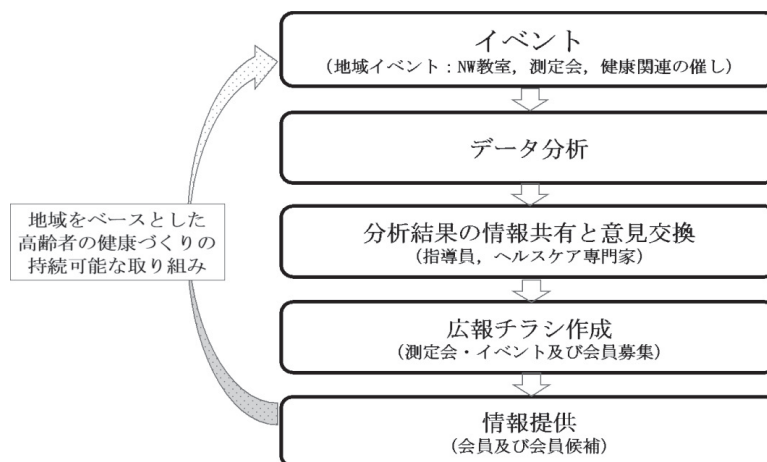 イベント
（地域イベント：NW教室，測定会，健康関連の催し）
データ分析
地域をベースとした
高齢者の健康づくりの
持続可能な取り組み
分析結果の情報共有と意見交換
（指導員，ヘルスケア専門家）
広報チラシ作成
（測定会・イベント及び会員募集）
情報提供
（会員及び会員候補）